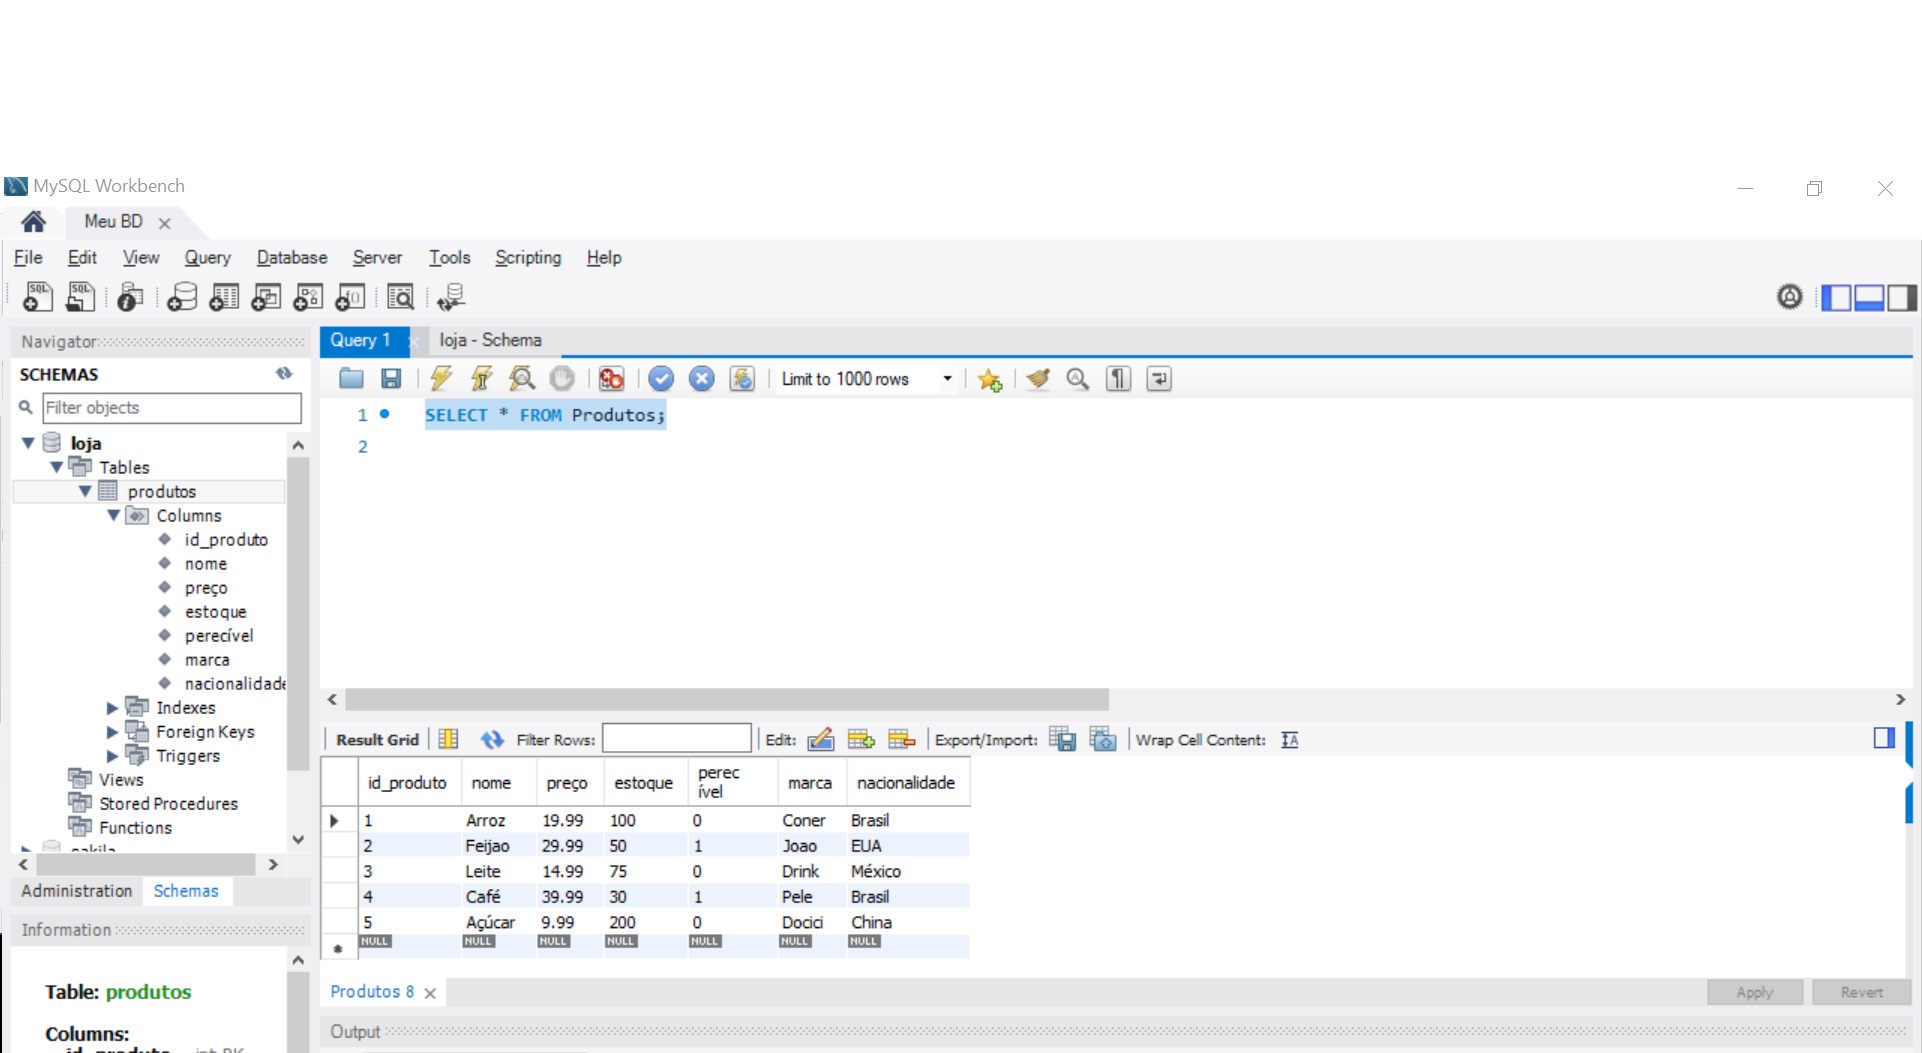 MySQL Workbench
Meu BD
File Edit View Query Database Server Tools Scripting Help
Navigator
SCHEMAS
Filter objects
loja
Tables
produtos
Columns
id_produto
nome
preço
estoque
perecível
marca
nacionalidade
Indexes
Foreign Keys
Triggers
Views
Stored Procedures
Functions
Administration Schemas
Information
Table: produtos
Columns:
Query 1 loja - Schema
Limit to 1000 rows
1 SELECT * FROM Produtos;
2
Result Grid Filter Rows: Edit: Export/Import: Wrap Cell Content:
id_produto nome preço estoque perecível marca nacionalidade
1 Arroz 19.99 100 0 Coner Brasil
2 Feijao 29.99 50 1 Joao EUA
3 Leite 14.99 75 0 Drink México
4 Café 39.99 30 1 Pele Brasil
5 Açúcar 9.99 200 0 Docici China
NULL NULL NULL NULL NULL NULL NULL
Produtos 8
Apply Revert
Output